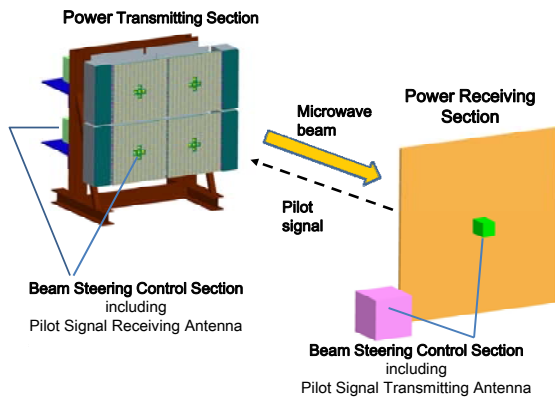 Power Transmitting Section
Microwave
beam
Power Receiving
Section
Pilot
signal
Beam Steering Control Section
including
Pilot Signal Receiving Antenna
Beam Steering Control Section
including
Pilot Signal Transmitting Antenna